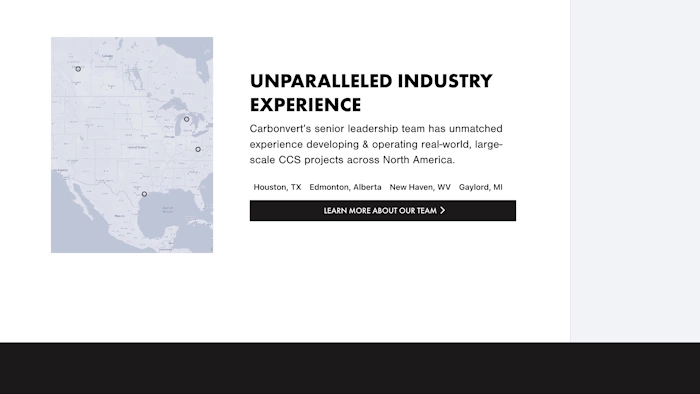 UNPARALLELED INDUSTRY
EXPERIENCE
Carbonvert's senior leadership team has unmatched
experience developing & operating real-world, large-
scale CCS projects across North America.
Houston, TX Edmonton, Alberta New Haven, WV Gaylord, MI
LEARN MORE ABOUT OUR TEAM